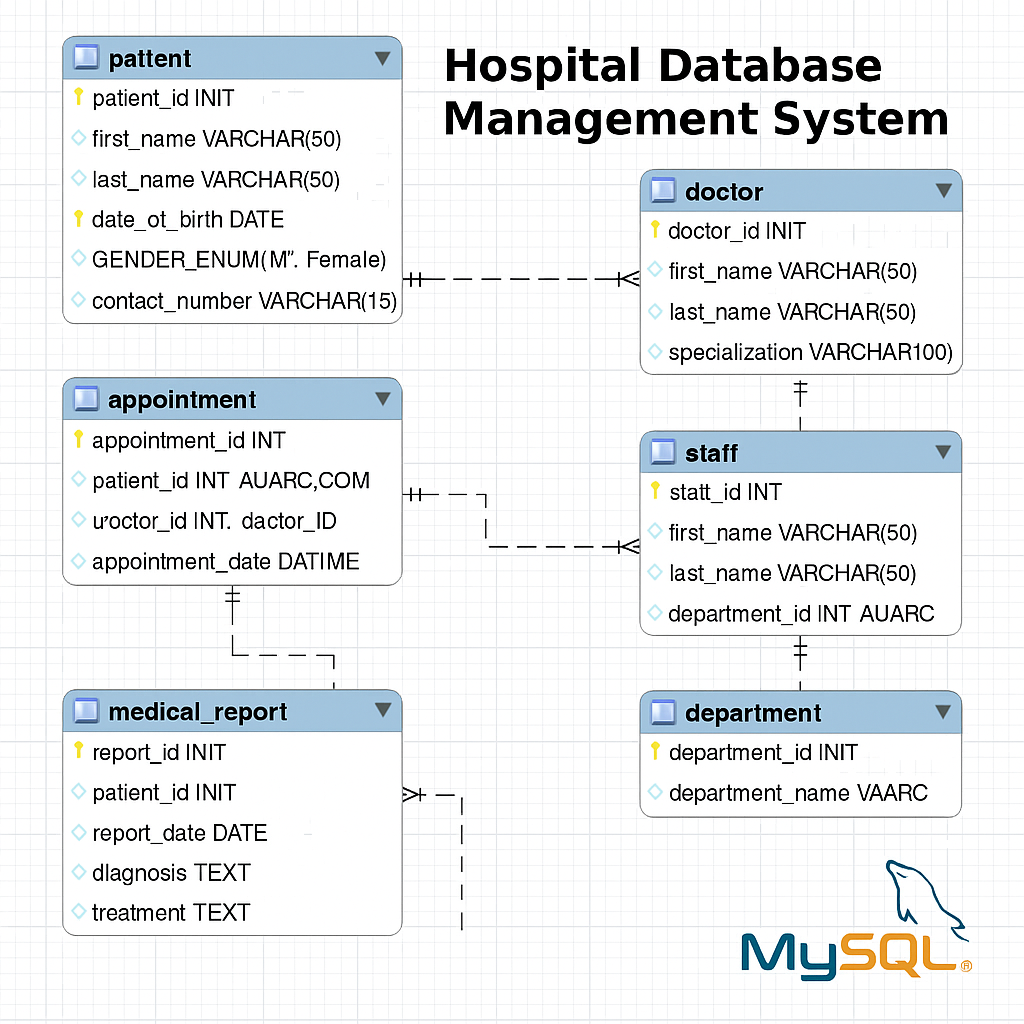 Hospital Database
Management System
pattent
patient_id INIT
first_name VARCHAR(50)
last_name VARCHAR(50)
date_ot_birth DATE
GENDER_ENUM(M". Female)
contact_number VARCHAR(15)
doctor
doctor_id INIT
first_name VARCHAR(50)
last_name VARCHAR(50)
specialization VARCHAR100)
appointment
appointment_id INT
patient_id INT AUARC,COM
uroctor_id INT. dactor_ID
appointment_date DATIME
staff
statt_id INT
first_name VARCHAR(50)
last_name VARCHAR(50)
department_id INT AUARC
medical_report
report_id INIT
patient_id INIT
report_date DATE
dlagnosis TEXT
treatment TEXT
department
department_id INIT
department_name VAARC
MySQL®